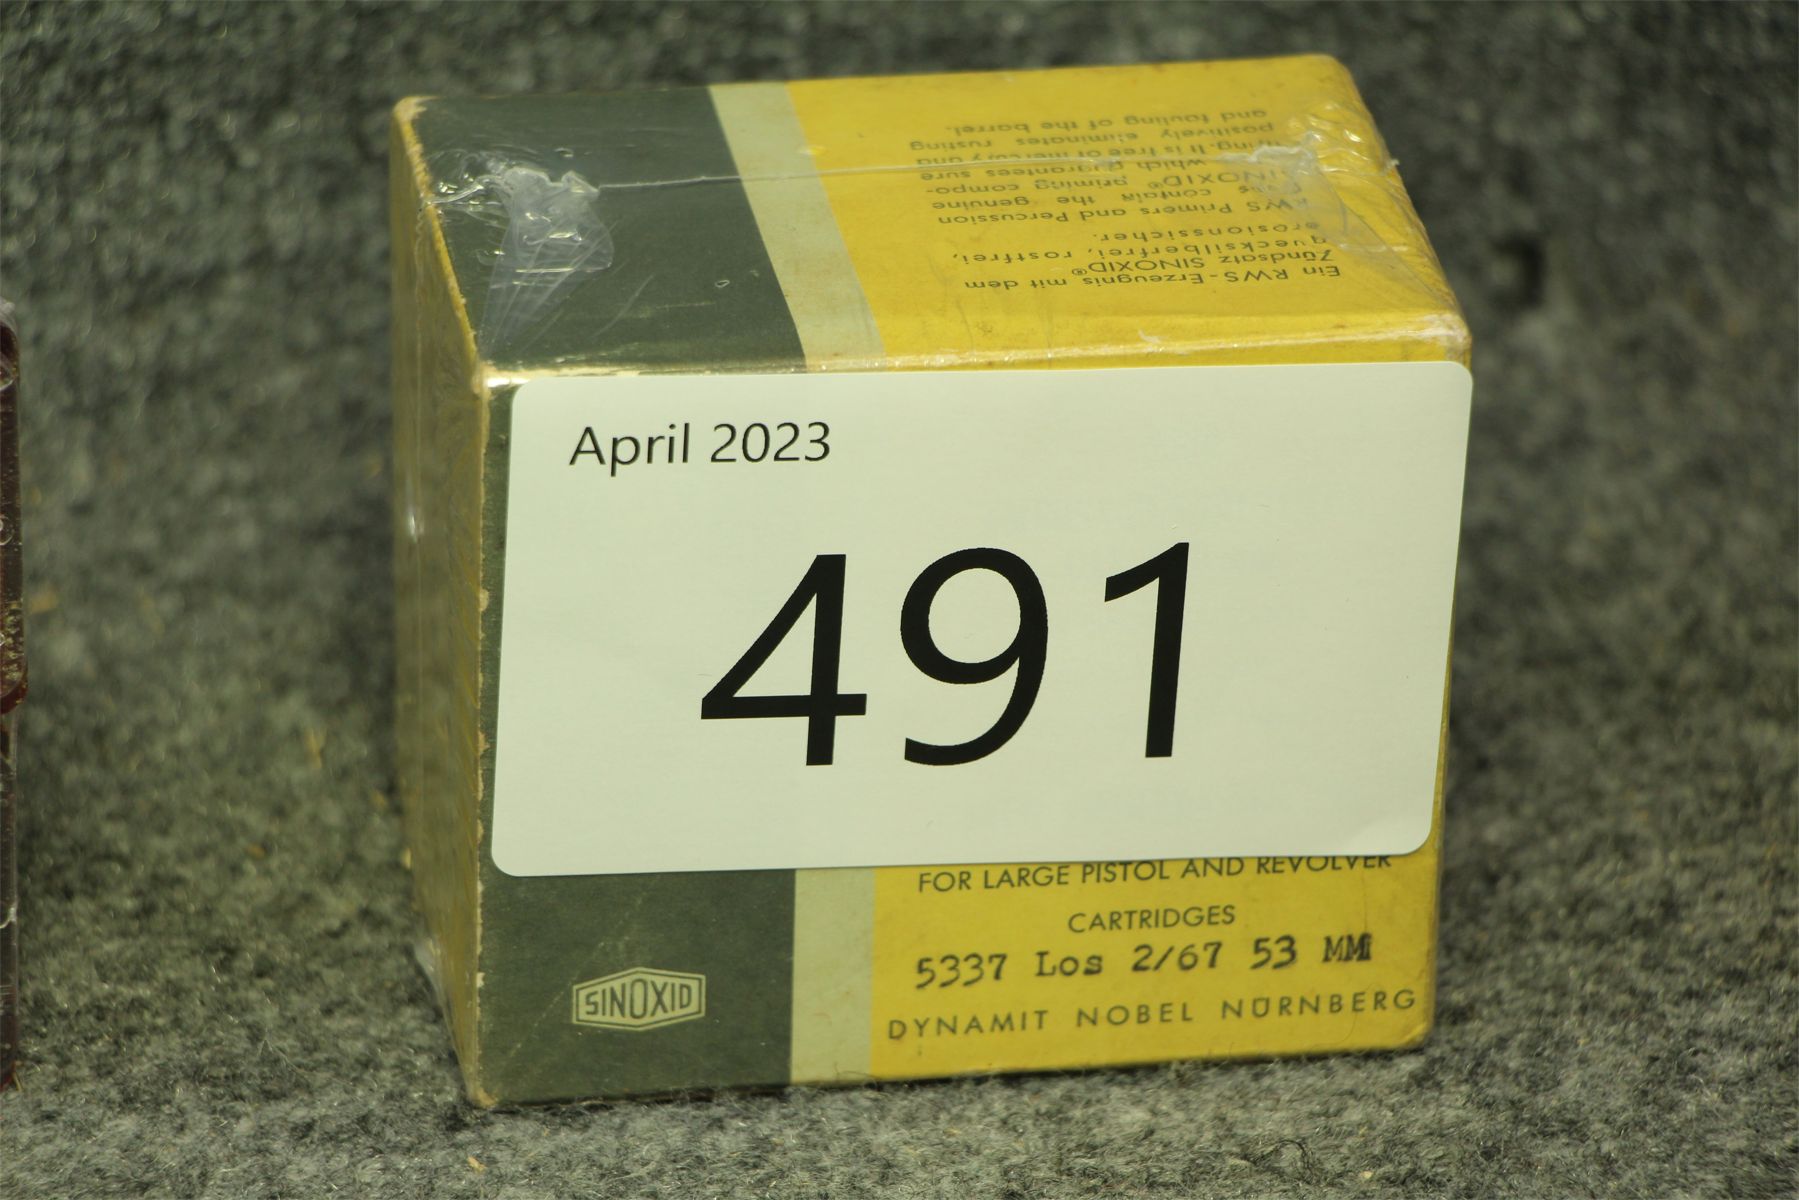 Ein RWS-Erzeugnis mit dem
Zündsatz SINOXID®
quecksilberfrei, rostfrei,
erosionssicher.
RWS Primers and Percussion
Caps contain the genuine
SINOXID® priming compo-
which guarantees sure
firing. It is free of mercury and
positively eliminates rusting
and fouling of the barrel.
April 2023
491
FOR LARGE PISTOL AND REVOLVER
CARTRIDGES
5337 Los 2/67 53 MM
DYNAMIT NOBEL NÜRNBERG
SINOXID